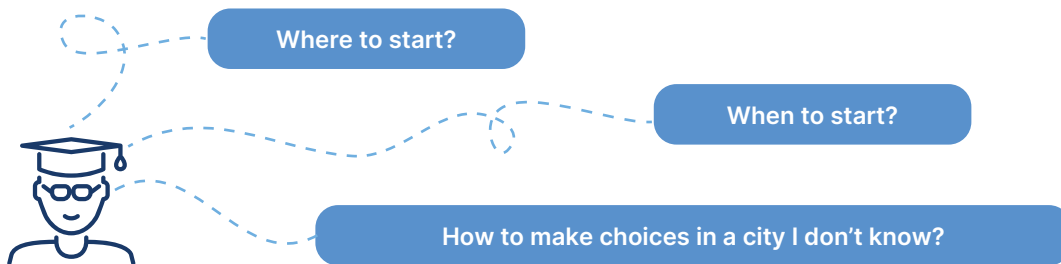 Where to start?
When to start?
How to make choices in a city I don’t know?